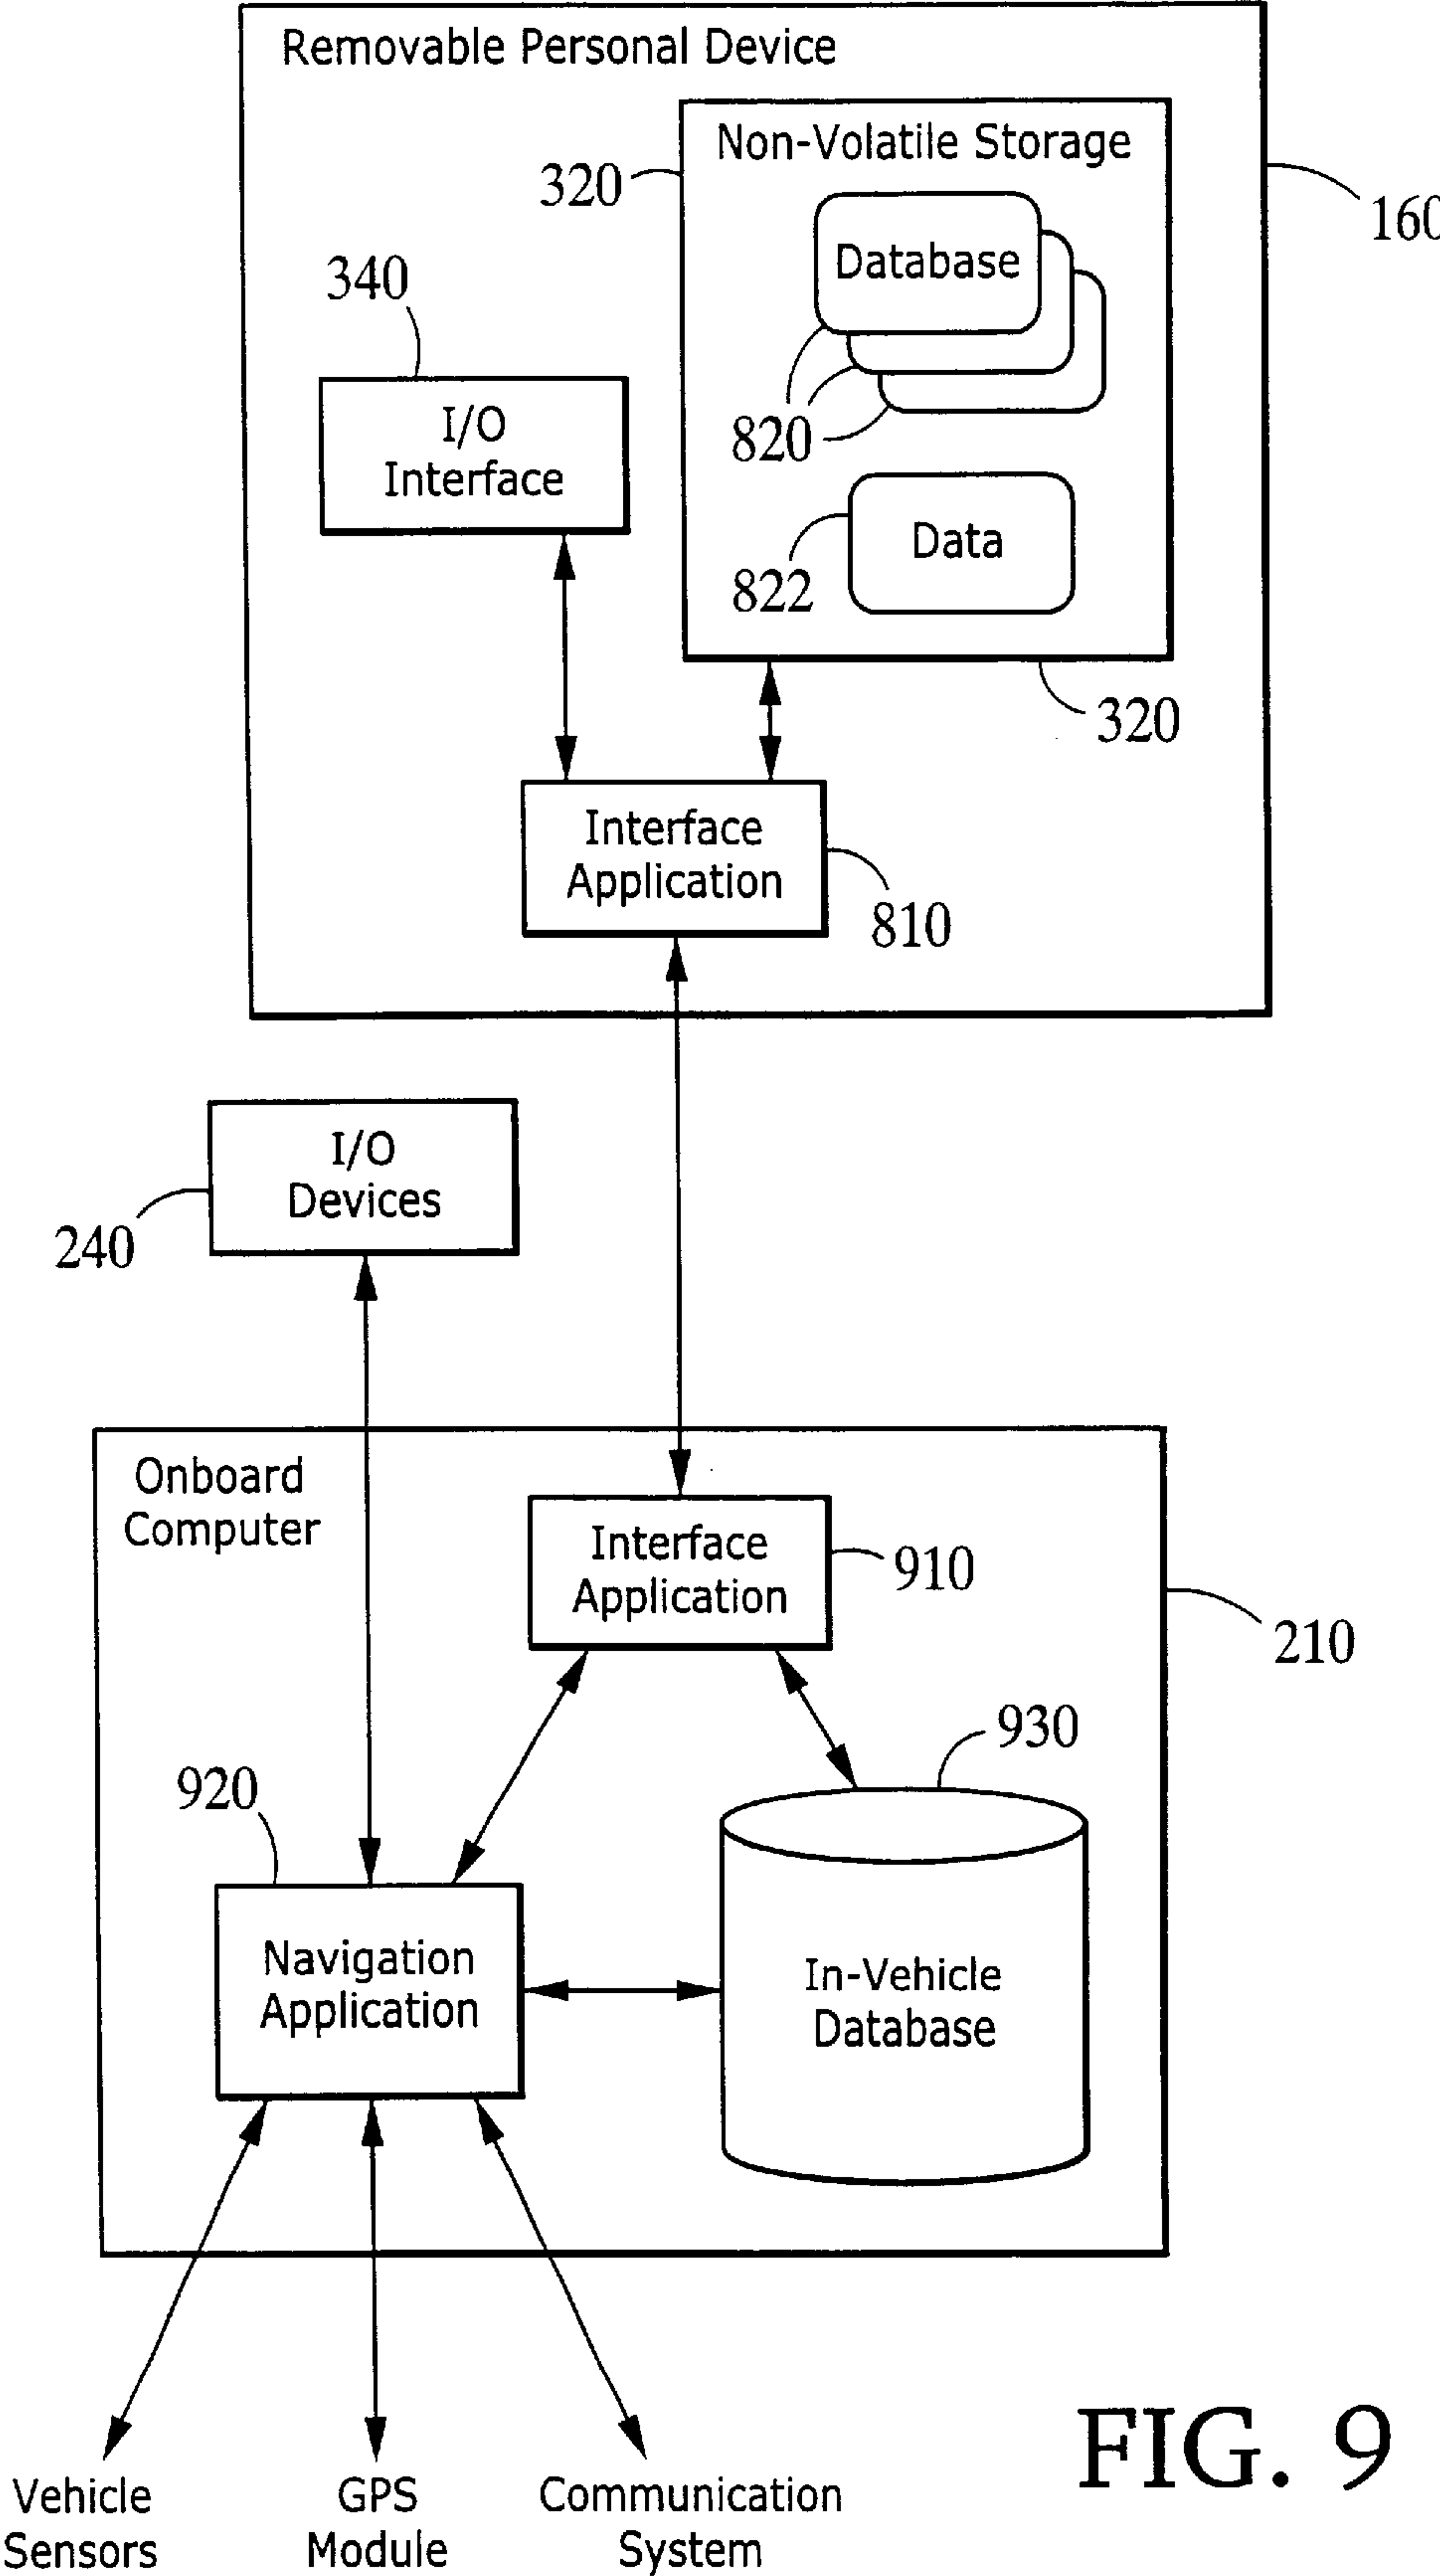 Removable Personal Device
Non-Volatile Storage
320
160
Database
340
I/O
Interface
820
Data
822
320
Interface
Application
810
I/O
Devices
240
Onboard
Computer
Interface
Application
910
210
930
920
Navigation
Application
In-Vehicle
Database
Vehicle
Sensors
GPS
Module
Communication
System
FIG. 9